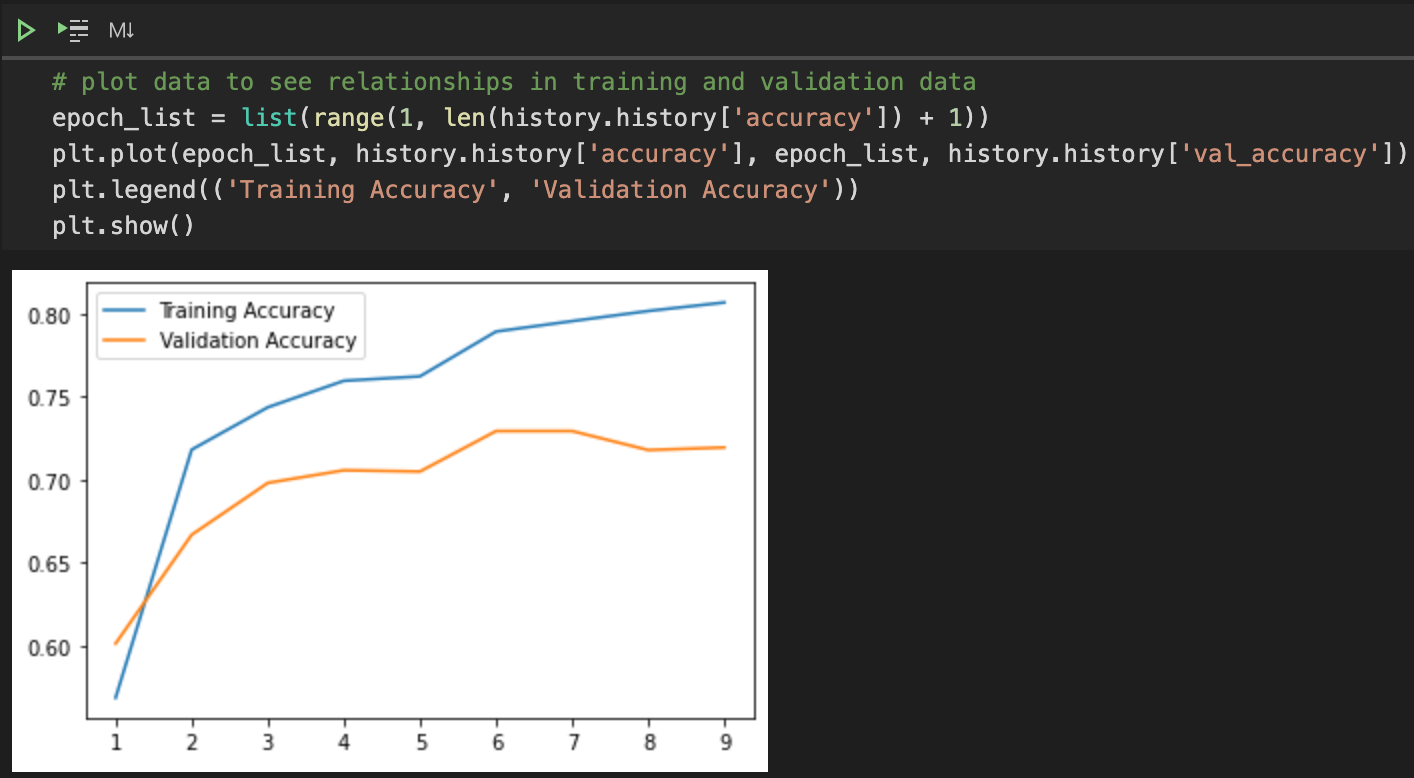 M↓
# plot data to see relationships in training and validation data
epoch_list = list(range(1, len(history.history['accuracy']) + 1))
plt.plot(epoch_list, history.history['accuracy'], epoch_list, history.history['val_accuracy'])
plt.legend(('Training Accuracy', 'Validation Accuracy'))
plt.show()
Training Accuracy
Validation Accuracy
0.80
0.75
0.70
0.65
0.60
1 2 3 4 5 6 7 8 9